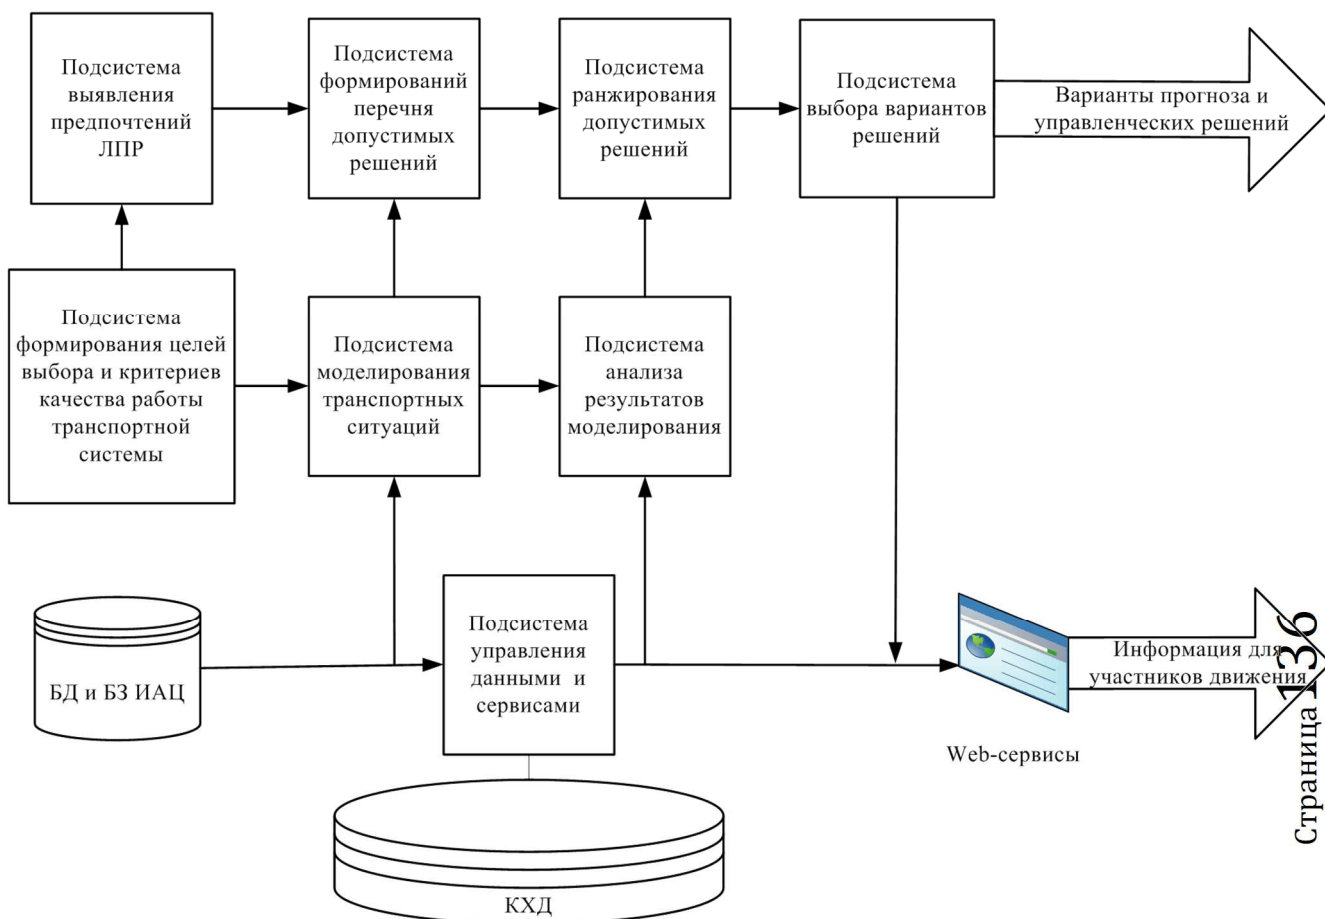 Подсистема
выявления
предпочтений
ЛПР
Подсистема
формирований
перечня
допустимых
решений
Подсистема
ранжирования
допустимых
решений
Подсистема
выбора вариантов
решений
Варианты прогноза и
управленческих решений
Подсистема
формирования целей
выбора и критериев
качества работы
транспортной
системы
Подсистема
моделирования
транспортных
ситуаций
Подсистема
анализа
результатов
моделирования
БД и БЗ ИАЦ
Подсистема
управления
данными и
сервисами
Информация для
участников движения
Web-сервисы
КХД
Страница 136